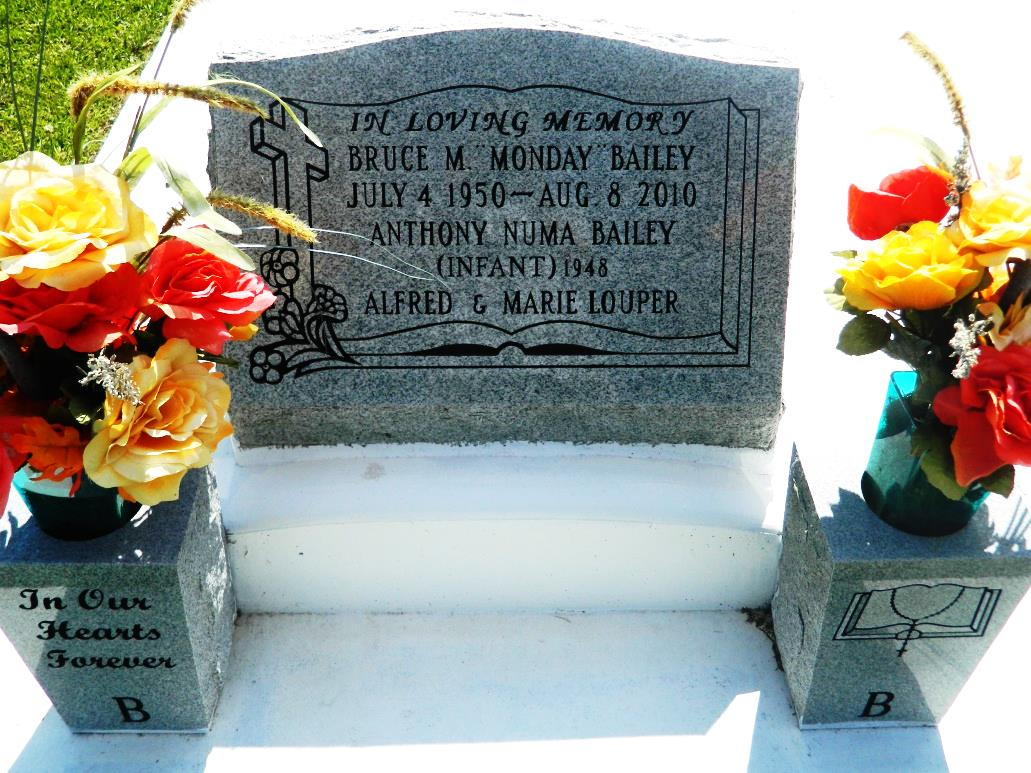 IN LOVING MEMORY
BRUCE M. "MONDAY" BAILEY
JULY 4 1950—AUG. 8 2010
ANTHONY NUMA BAILEY
(INFANT) 1948
ALFRED & MARIE LOUPER
In Our
Hearts
Forever
B
B